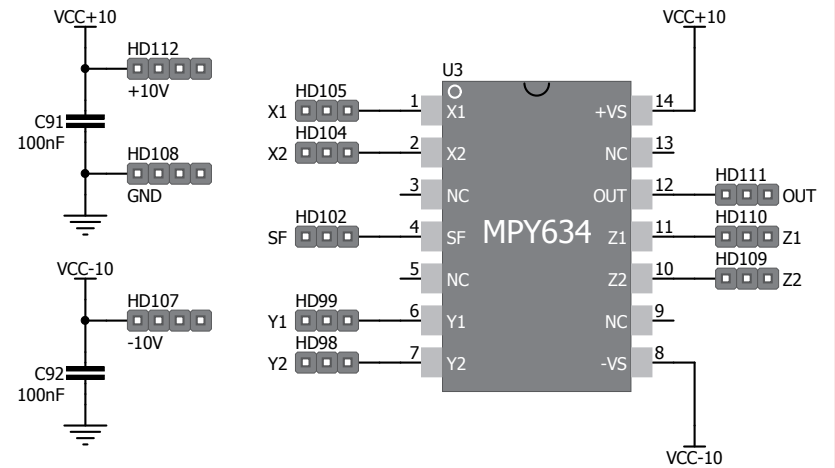 VCC+10
HD112
+10V
C91
100nF
HD108
GND
VCC-10
HD107
-10V
C92
100nF
U3
MPY634
HD105
X1
1
X1
HD104
X2
2
X2
3
NC
HD102
SF
4
SF
5
NC
HD99
Y1
6
Y1
HD98
Y2
7
Y2
VCC+10
+VS
14
NC
13
OUT
12
HD111
OUT
Z1
11
HD110
Z1
Z2
10
HD109
Z2
NC
9
-VS
8
VCC-10